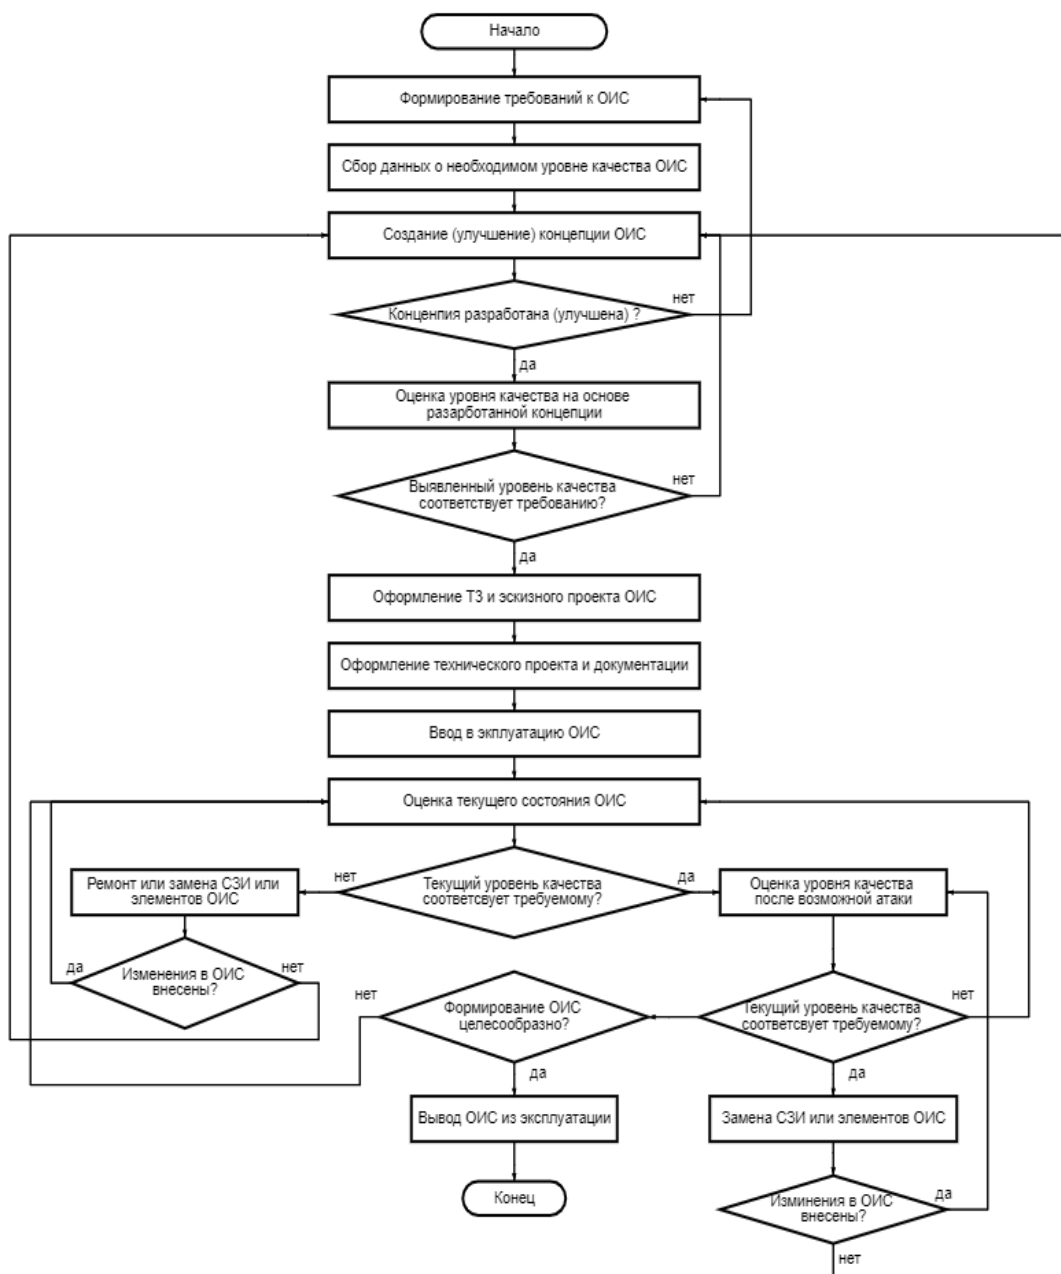 Начало
Формирование требований к ОИС
Сбор данных о необходимом уровне качества ОИС
Создание (улучшение) концепции ОИС
нет
Конценпия разработана (улучшена) ?
да
Оценка уровня качества на основе
разарботанной концепции
нет
Выявленный уровень качества
соответствует требованию?
да
Оформление ТЗ и эскизного проекта ОИС
Оформление технического проекта и документации
Ввод в экплуатацию ОИС
Оценка текущего состояния ОИС
нет
Текущий уровень качества
соответсвует требуемому?
да
Ремонт или замена СЗИ или
элементов ОИС
Оценка уровня качества
после возможной атаки
да
Изменения в ОИС
внесены?
нет
нет
Формирование ОИС
целесообразно?
Текущий уровень качества
соответсвует требуемому?
нет
да
да
Вывод ОИС из эксплуатации
Замена СЗИ или элементов ОИС
Конец
Изминения в ОИС
внесены?
да
нет